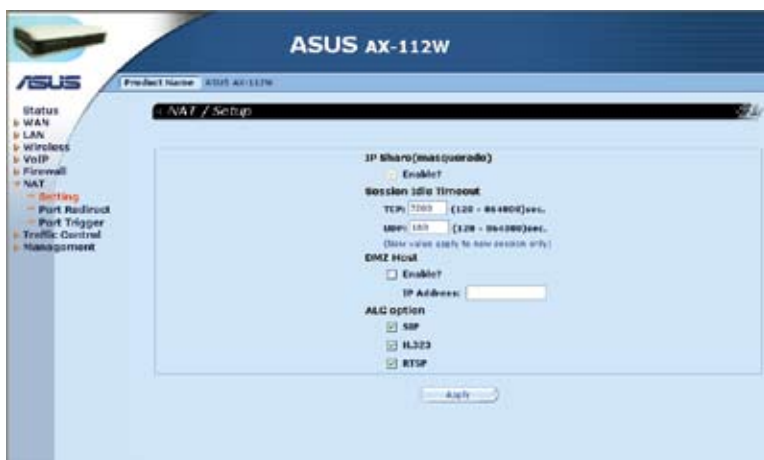 ASUS AX-112W
ASUS
Product Name ASUS AX-112W
Status
WAN
LAN
Wireless
VoIP
Firewall
NAT
Setting
Port Redirect
Port Trigger
Traffic Control
Management
NAT / Setup
IP Share(masquerade)
Enable?
Session Idle Timeout
TCP: 7200 (120 - 864000)sec.
UDP: 180 (120 - 864000)sec.
(New value apply to new session only)
DMZ Host
Enable?
IP Address:
ALG option
SIP
H.323
RTSP
Apply